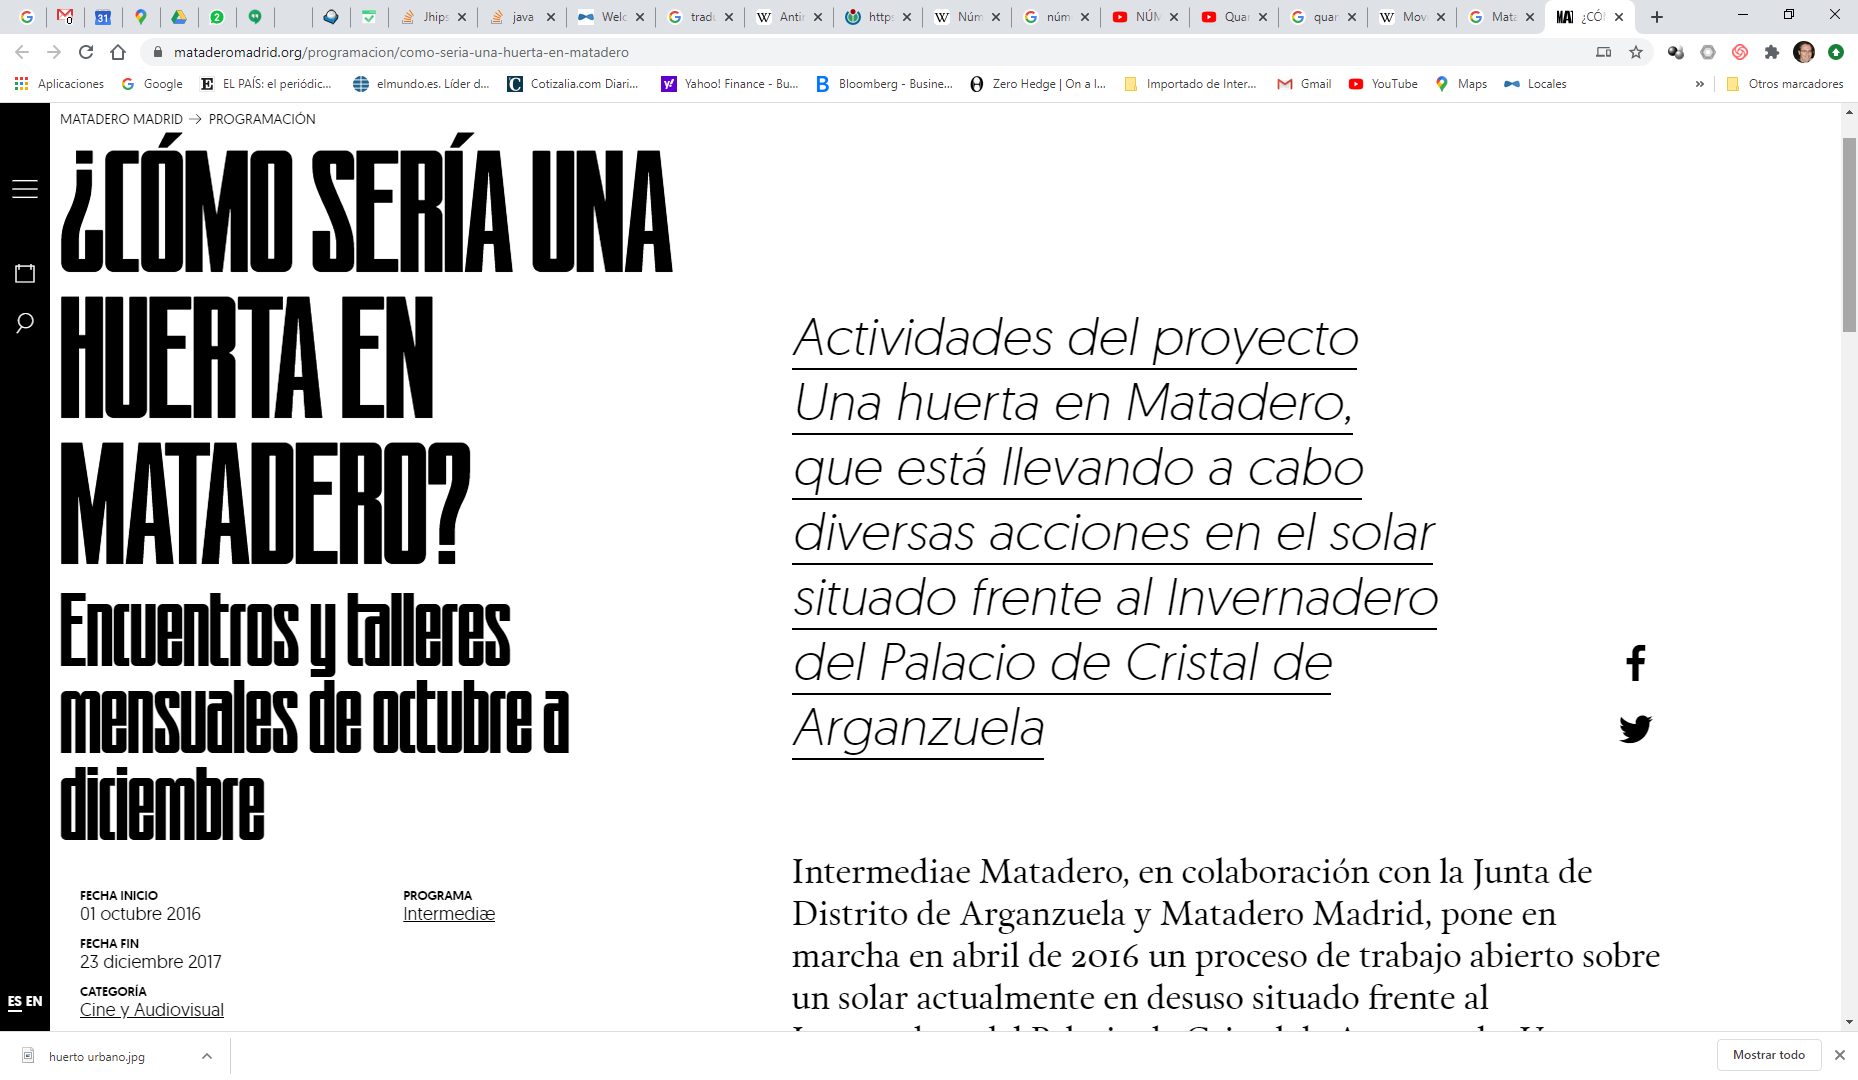 Jhips
java
Welc
tradu
Antir
https
Núm
núm
NÚM
Quar
quar
Mov
Mata
¿CÓI
mataderomadrid.org/programacion/como-seria-una-huerta-en-matadero
Aplicaciones
Google
EL PAÍS: el periódic...
elmundo.es. Líder d...
Cotizalia.com Diari...
Yahoo! Finance - Bu...
Bloomberg - Busine...
Zero Hedge | On a l...
Importado de Inter...
Gmail
YouTube
Maps
Locales
»
Otros marcadores
MATADERO MADRID → PROGRAMACIÓN
¿CÓMO SERÍA UNA
HUERTA EN
MATADERO?
Encuentros y talleres
mensuales de octubre a
diciembre
FECHA INICIO
01 octubre 2016
FECHA FIN
23 diciembre 2017
CATEGORÍA
Cine y Audiovisual
PROGRAMA
Intermediæ
Actividades del proyecto
Una huerta en Matadero,
que está llevando a cabo
diversas acciones en el solar
situado frente al Invernadero
del Palacio de Cristal de
Arganzuela
Intermediae Matadero, en colaboración con la Junta de
Distrito de Arganzuela y Matadero Madrid, pone en
marcha en abril de 2016 un proceso de trabajo abierto sobre
un solar actualmente en desuso situado frente al
ES EN
huerto urbano.jpg
Mostrar todo